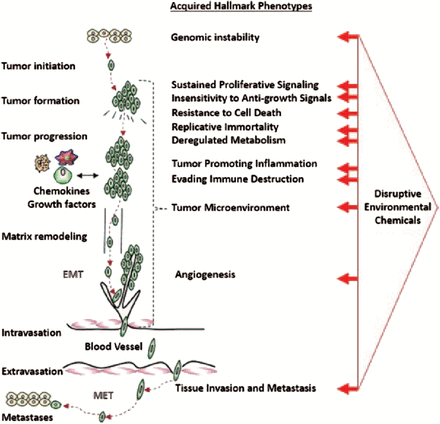 Acquired Hallmark Phenotypes
Genomic instability
Tumor initiation
Sustained Proliferative Signaling
Tumor formation
Insensitivity to Anti-growth Signals
Resistance to Cell Death
Replicative Immortality
Tumor progression
Deregulated Metabolism
Tumor Promoting Inflammation
Evading Immune Destruction
Chemokines
Growth factors
Disruptive
Environmental
Chemicals
Tumor Microenvironment
Matrix remodeling
EMT
Angiogenesis
Intravasation
Blood Vessel
Extravasation
MET
Tissue Invasion and Metastasis
Metastases